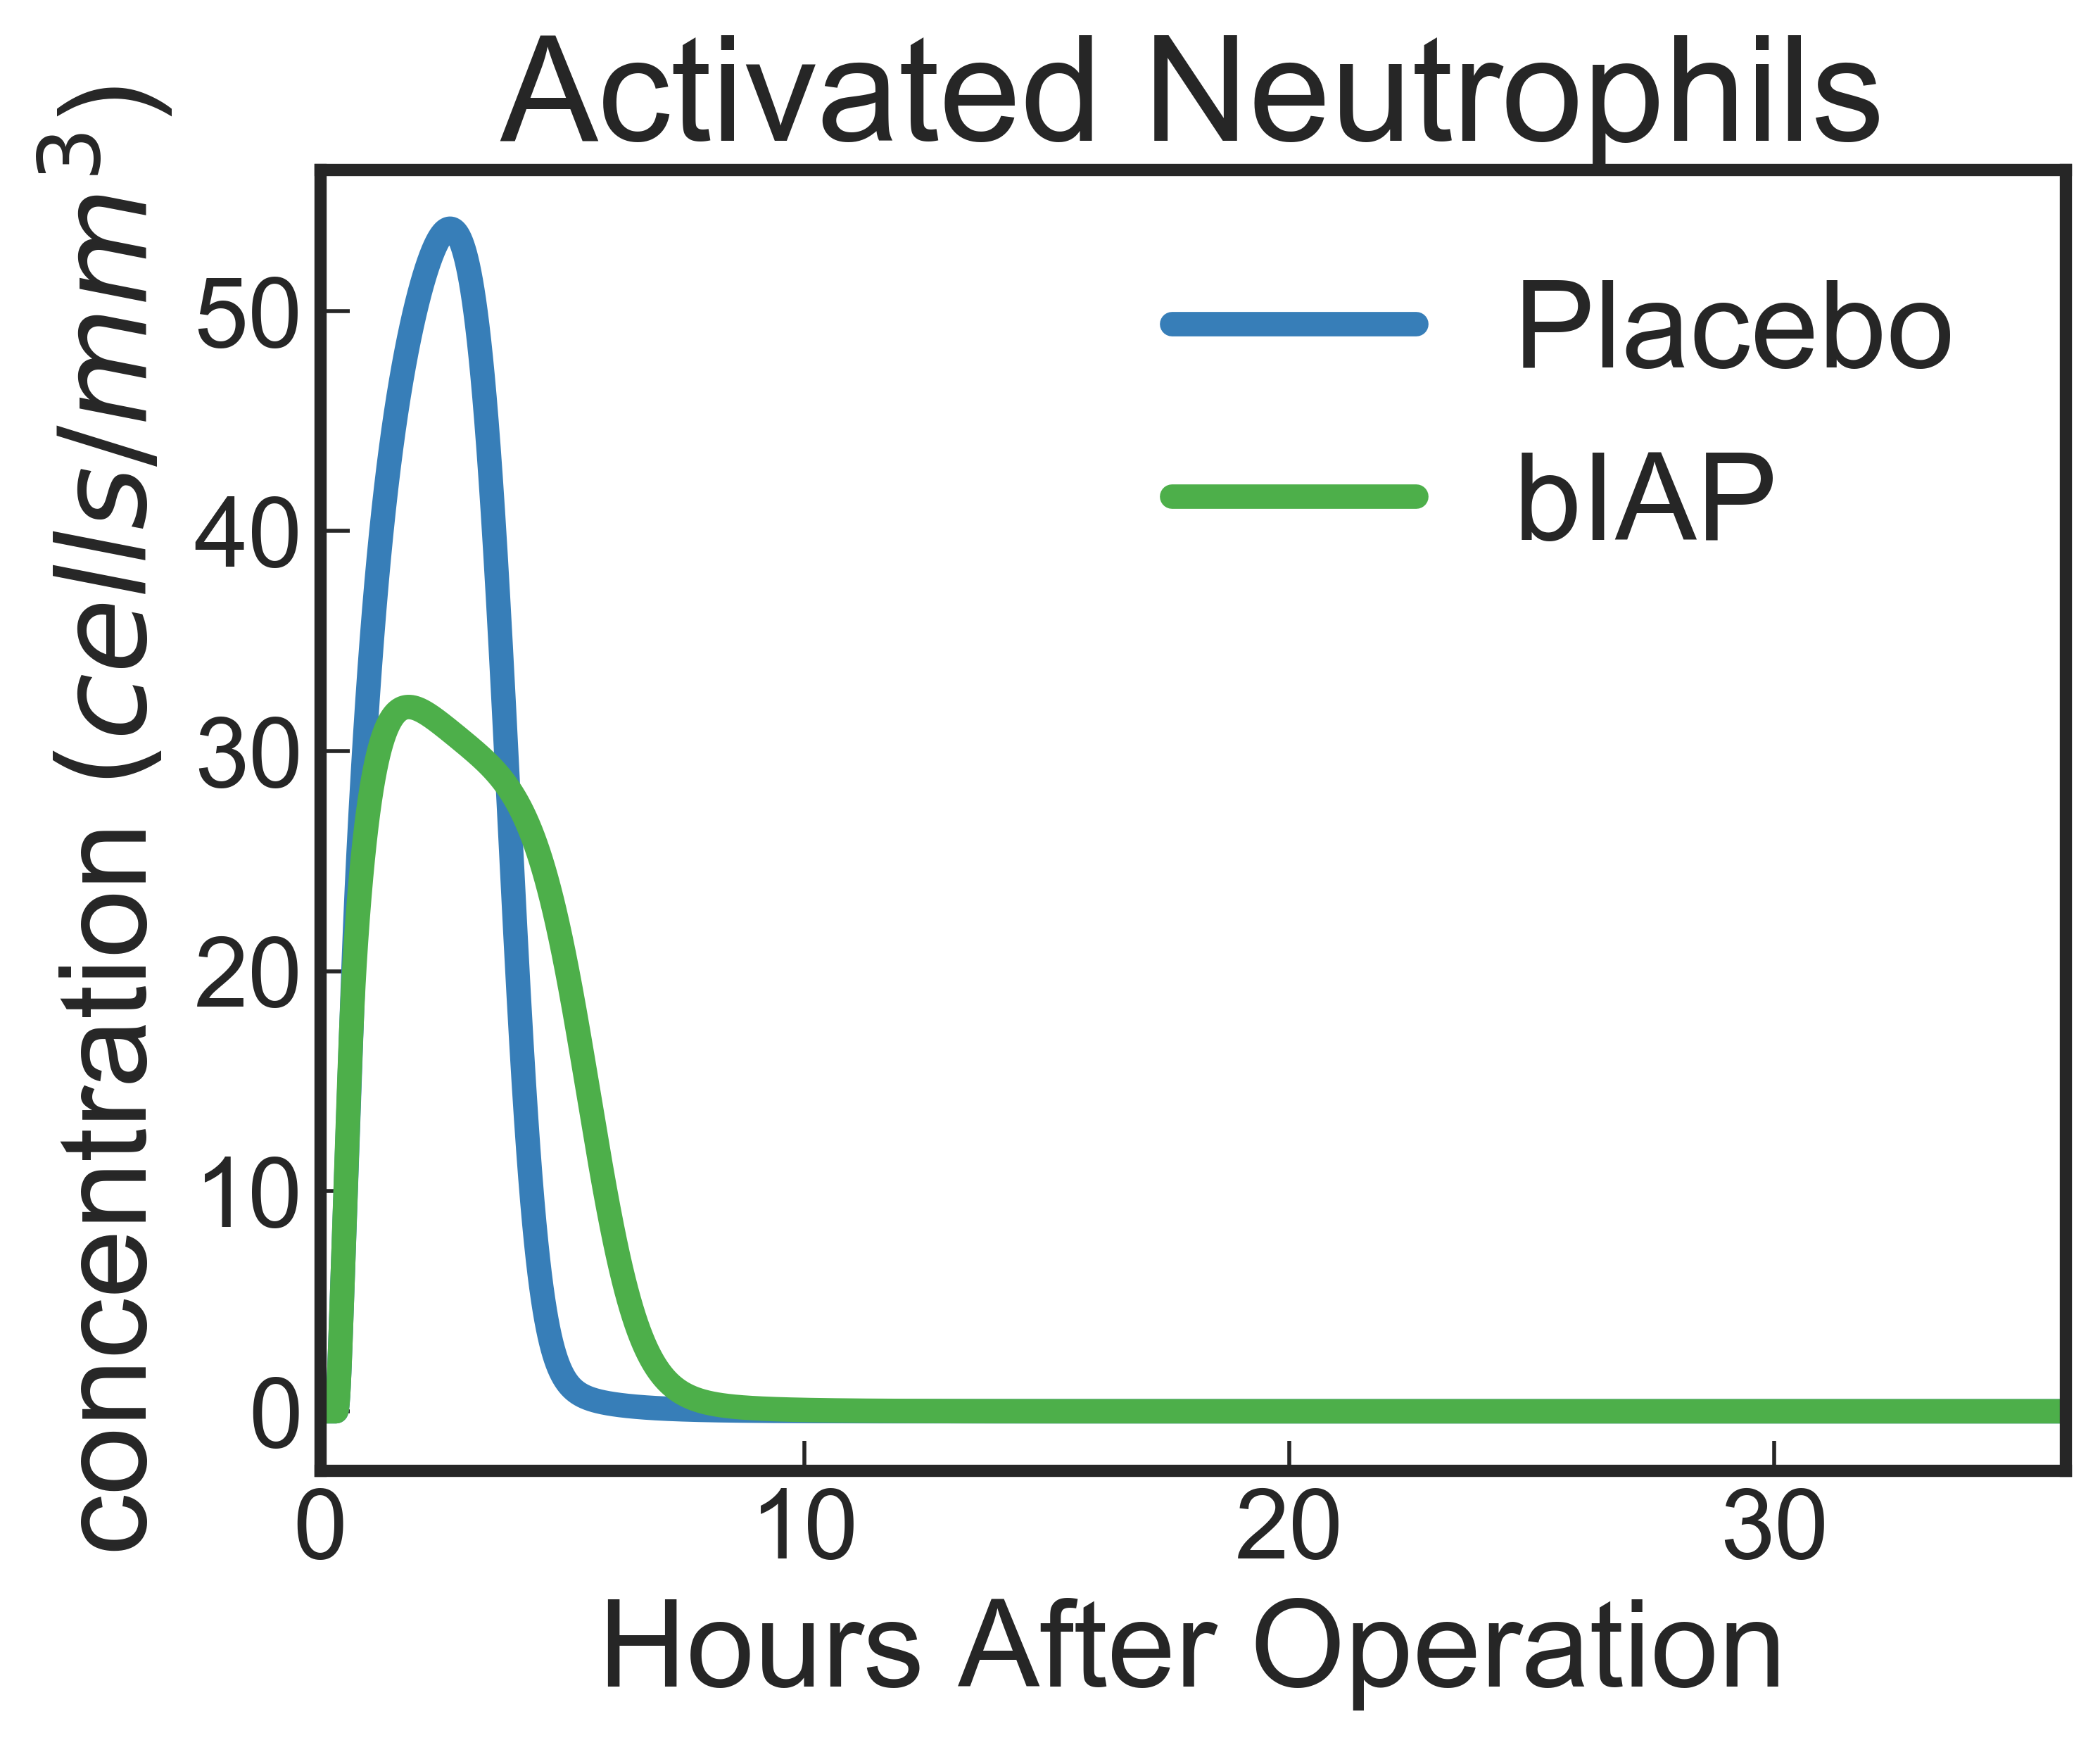 Activated Neutrophils
concentration (cells/mm³)
50
40
30
20
10
0
Placebo
bIAP
0 10 20 30
Hours After Operation